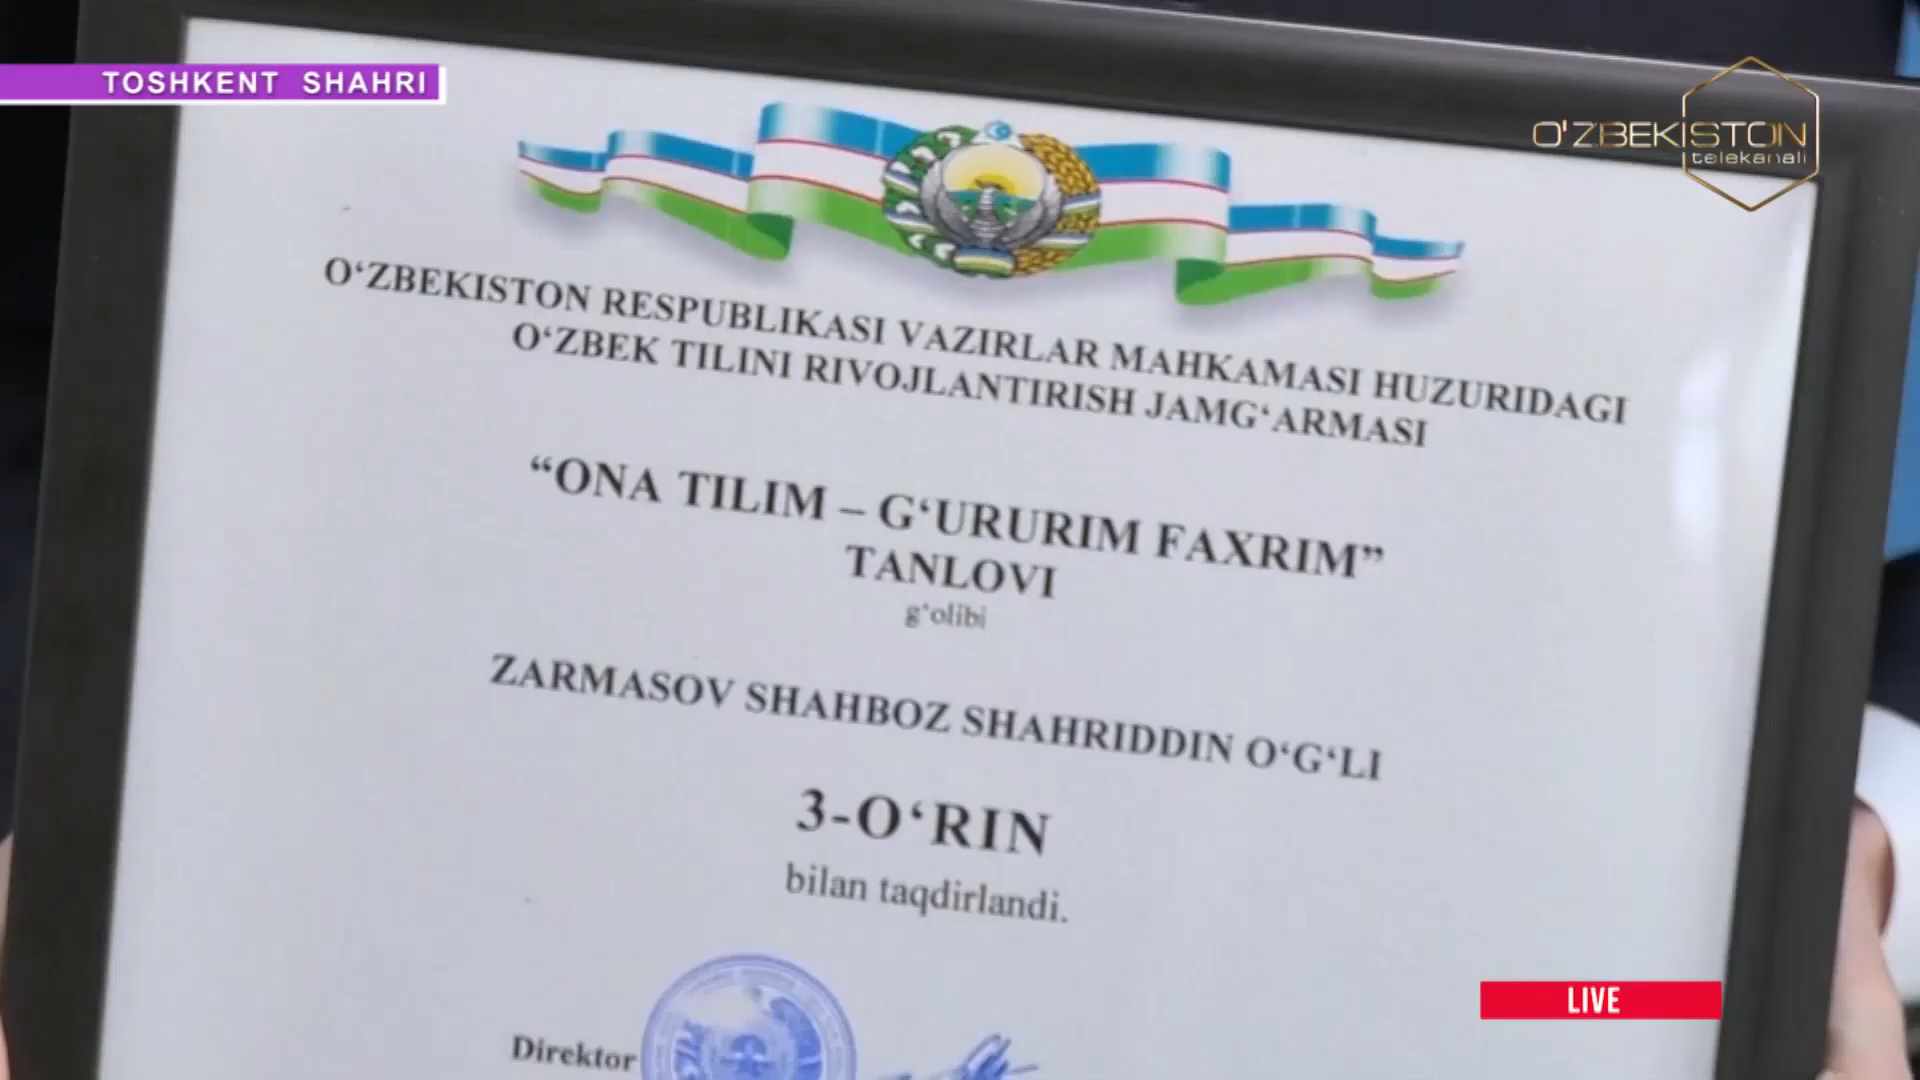 TOSHKENT SHAHRI
O'ZBEKISTON
telekanali
O‘ZBEKISTON RESPUBLIKASI VAZIRLAR MAHKAMASI HUZURIDAGI
O‘ZBEK TILINI RIVOJLANTIRISH JAMG‘ARMASI
“ONA TILIM – G‘URURIM FAXRIM”
TANLOVI
g‘olibi
ZARMASOV SHAHBOZ SHAHRIDDIN O‘G‘LI
3-O‘RIN
bilan taqdirlandi.
Direktor
LIVE